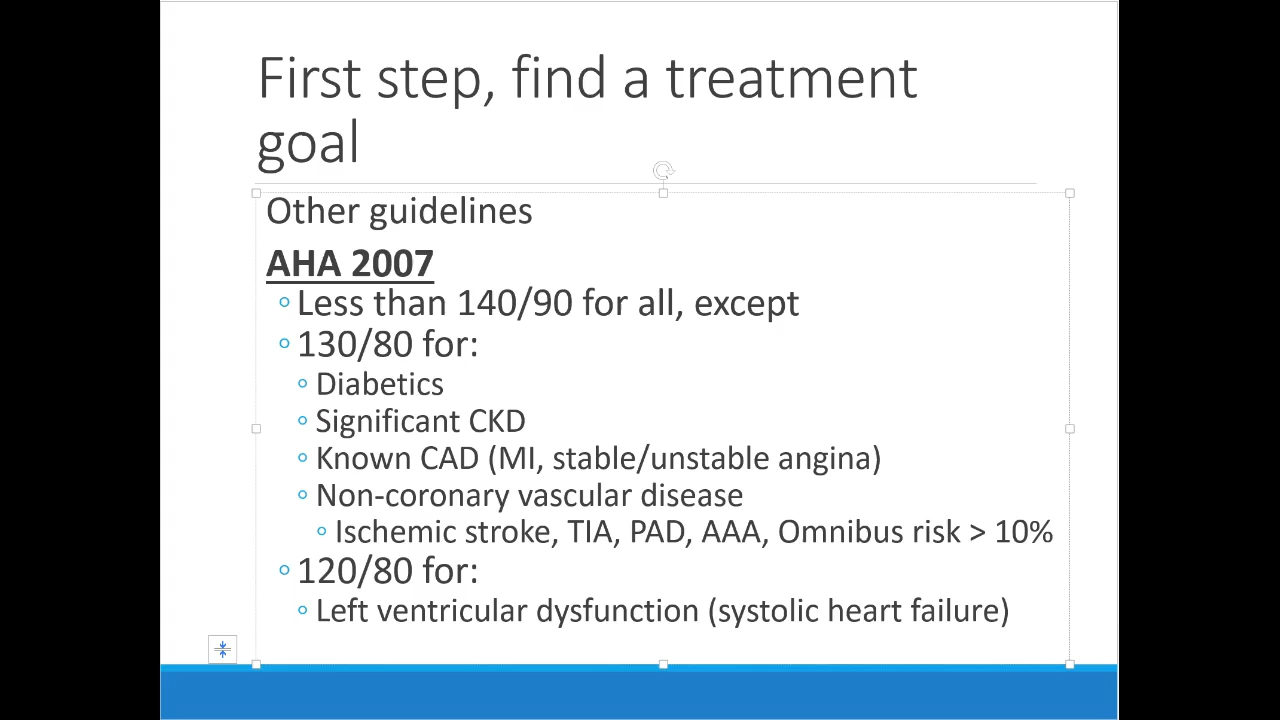 First step, find a treatment
goal
Other guidelines
AHA 2007
Less than 140/90 for all, except
130/80 for:
Diabetics
Significant CKD
Known CAD (MI, stable/unstable angina)
Non-coronary vascular disease
Ischemic stroke, TIA, PAD, AAA, Omnibus risk > 10%
120/80 for:
Left ventricular dysfunction (systolic heart failure)